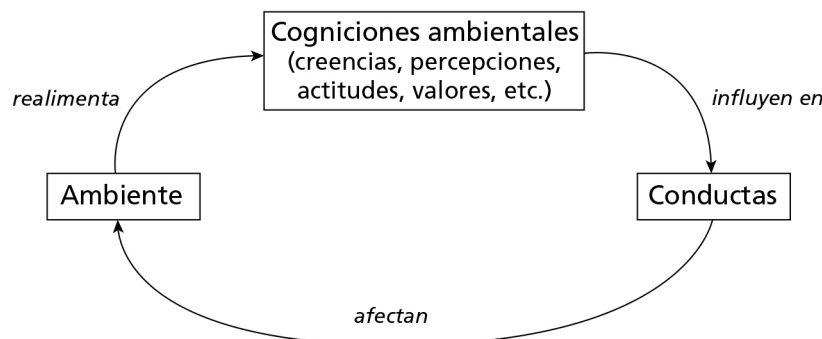 Cogniciones ambientales
(creencias, percepciones,
actitudes, valores, etc.)
realimenta
influyen en
Ambiente
Conductas
afectan